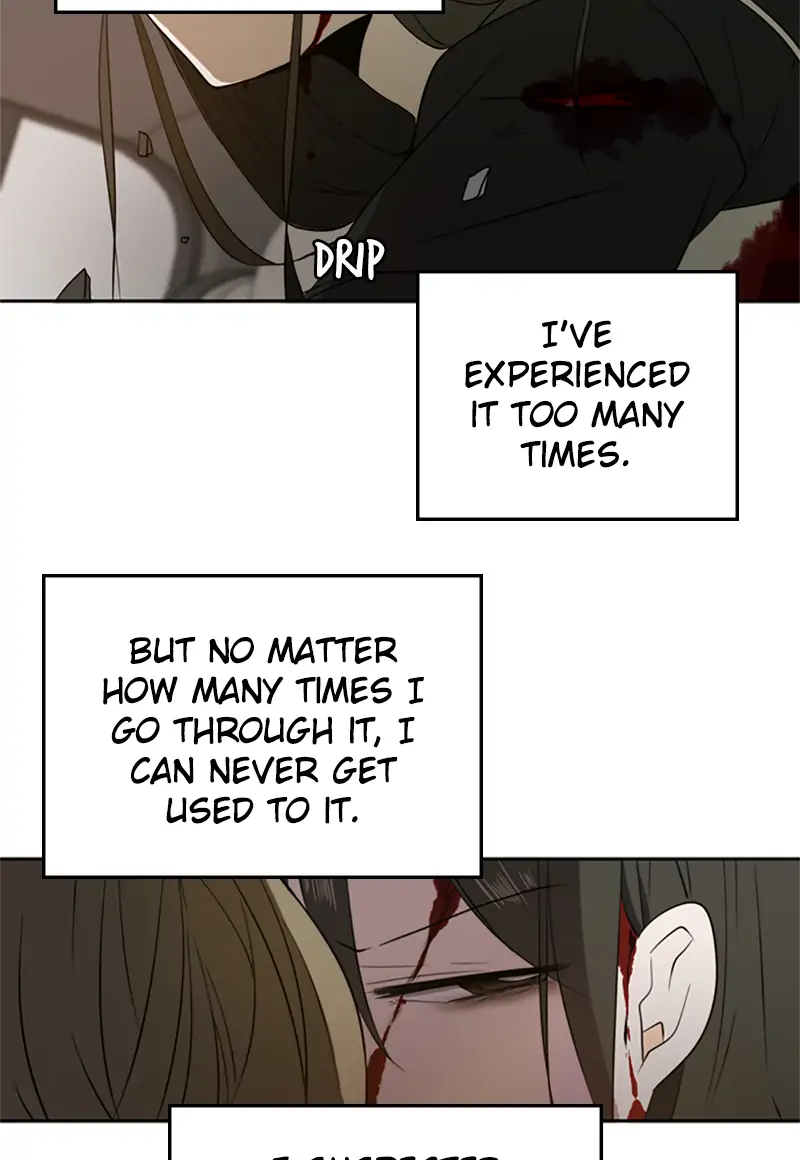 DRIP
I'VE
EXPERIENCED
IT TOO MANY
TIMES.
BUT NO MATTER
HOW MANY TIMES I
GO THROUGH IT, I
CAN NEVER GET
USED TO IT.
I SUSPECTED